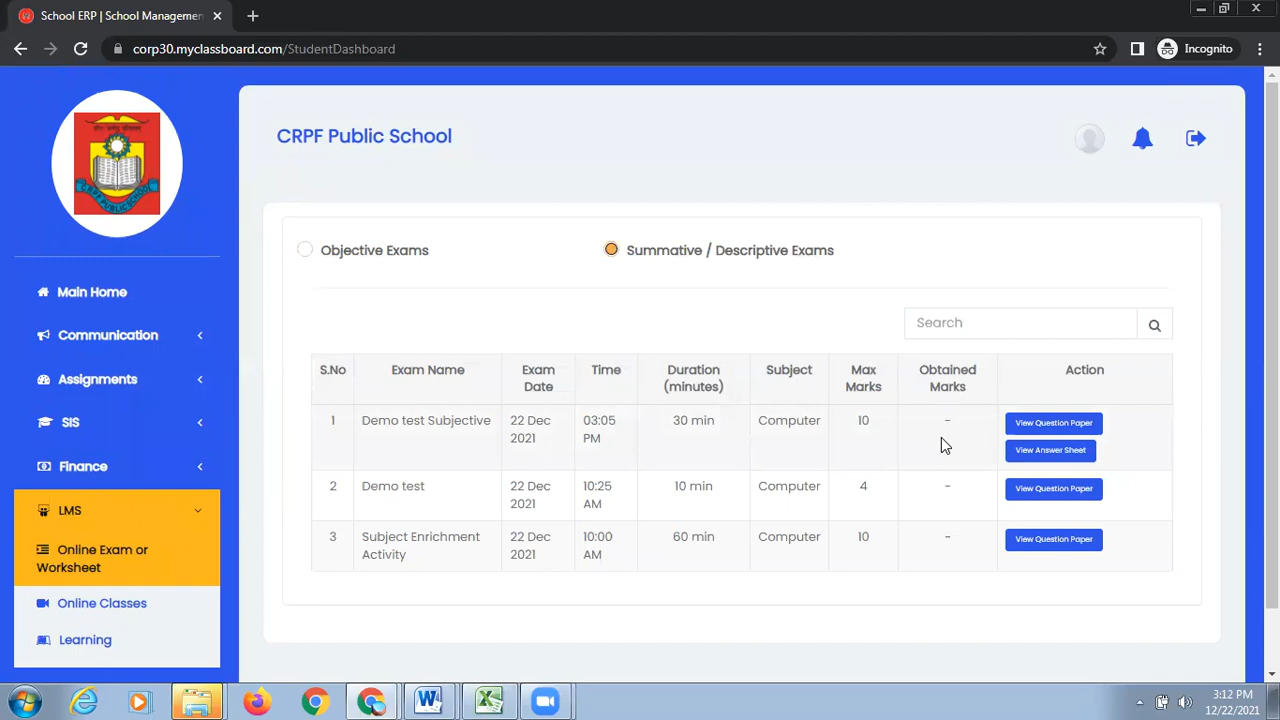 School ERP | School Managemen
corp30.myclassboard.com/StudentDashboard
Incognito
CRPF PUBLIC SCHOOL
CRPF Public School
Main Home
Communication
Assignments
SIS
Finance
LMS
Online Exam or
Worksheet
Online Classes
Learning
Objective Exams
Summative / Descriptive Exams
Search
S.No Exam Name Exam Date Time Duration (minutes) Subject Max Marks Obtained Marks Action
1 Demo test Subjective 22 Dec 2021 03:05 PM 30 min Computer 10 - View Question Paper
View Answer Sheet
2 Demo test 22 Dec 2021 10:25 AM 10 min Computer 4 - View Question Paper
3 Subject Enrichment Activity 22 Dec 2021 10:00 AM 60 min Computer 10 - View Question Paper
3:12 PM
12/22/2021